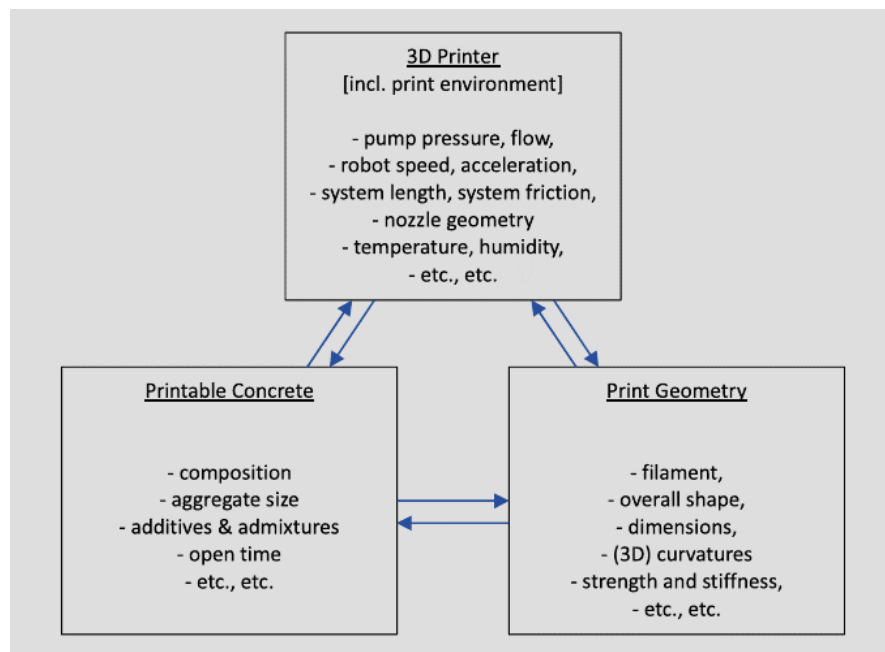 3D Printer
[incl. print environment]
- pump pressure, flow,
- robot speed, acceleration,
- system length, system friction,
- nozzle geometry
- temperature, humidity,
- etc., etc.
Printable Concrete
- composition
- aggregate size
- additives & admixtures
- open time
- etc., etc.
Print Geometry
- filament,
- overall shape,
- dimensions,
- (3D) curvatures
- strength and stiffness,
- etc., etc.